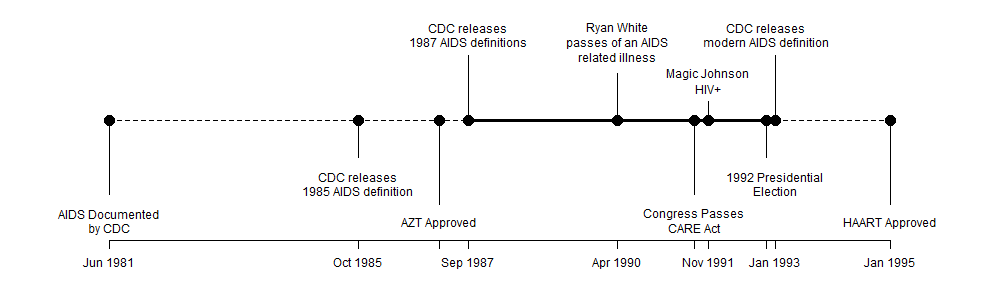 CDC releases
1987 AIDS definitions
Ryan White
passes of an AIDS
related illness
CDC releases
modern AIDS definition
Magic Johnson
HIV+
CDC releases
1985 AIDS definition
1992 Presidential
Election
AIDS Documented
by CDC
AZT Approved
Congress Passes
CARE Act
HAART Approved
Jun 1981
Oct 1985
Sep 1987
Apr 1990
Nov 1991
Jan 1993
Jan 1995